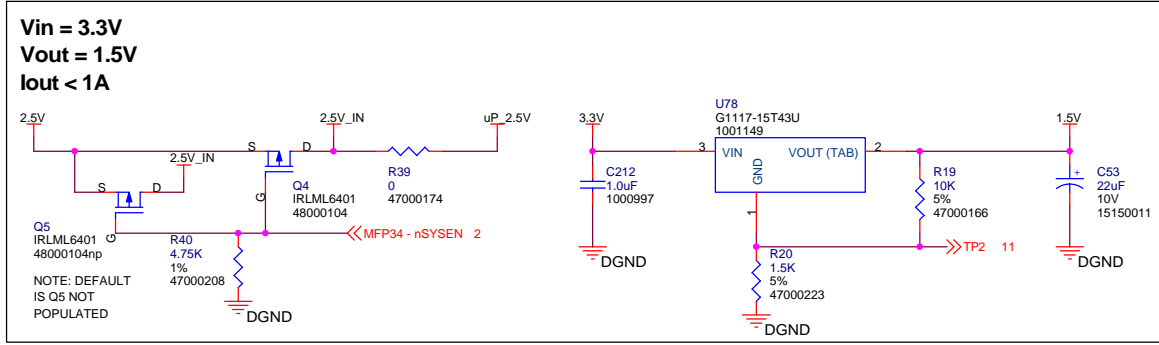 Vin = 3.3V
Vout = 1.5V
Iout < 1A
2.5V
2.5V_IN
uP_2.5V
2.5V_IN
S
D
S
D
G
G
Q4
IRLML6401
48000104
R39
0
47000174
Q5
IRLML6401
48000104np
NOTE: DEFAULT
IS Q5 NOT
POPULATED
R40
4.75K
1%
47000208
MFP34 - nSYSEN 2
DGND
3.3V
U78
G1117-15T43U
1001149
1.5V
3
VIN
GND
VOUT (TAB)
2
1
C212
1.0uF
1000997
DGND
R19
10K
5%
47000166
C53
22uF
10V
15150011
+
DGND
TP2 11
R20
1.5K
5%
47000223
DGND